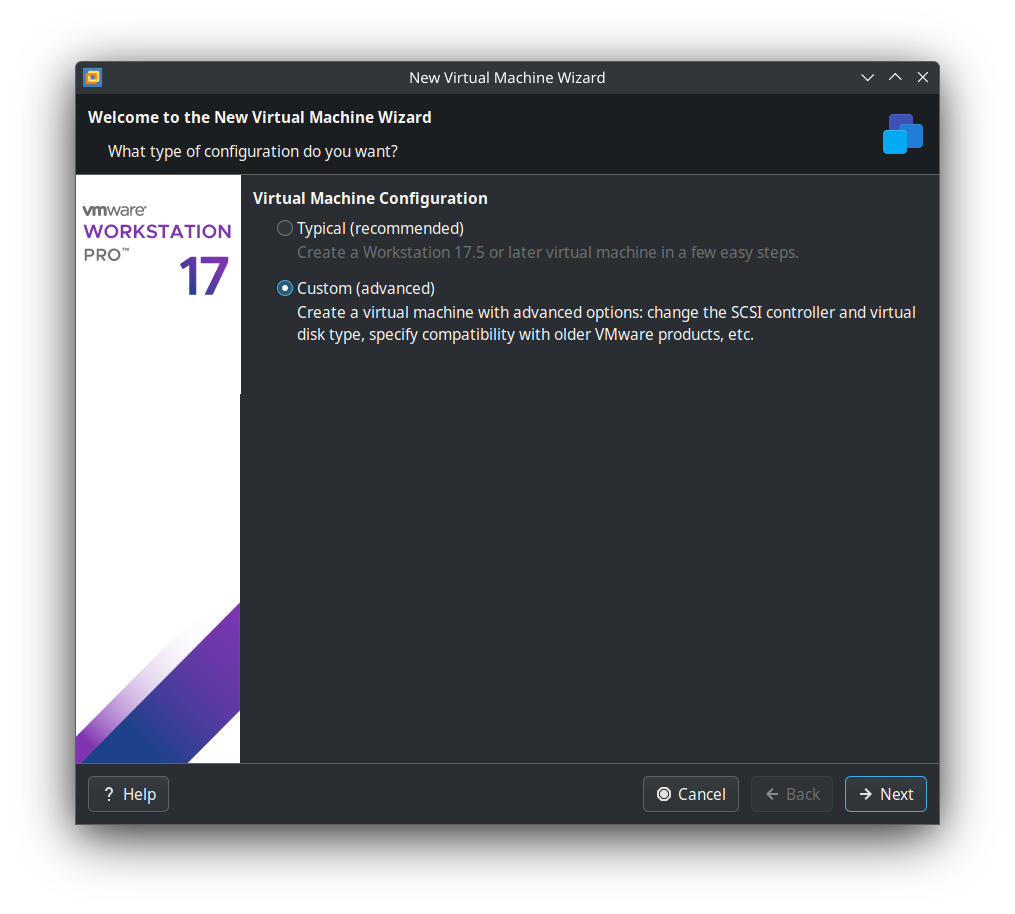 New Virtual Machine Wizard
Welcome to the New Virtual Machine Wizard
What type of configuration do you want?
vmware®
WORKSTATION
PRO™
17
Virtual Machine Configuration
Typical (recommended)
Create a Workstation 17.5 or later virtual machine in a few easy steps.
Custom (advanced)
Create a virtual machine with advanced options: change the SCSI controller and virtual
disk type, specify compatibility with older VMware products, etc.
? Help
Cancel
Back
Next